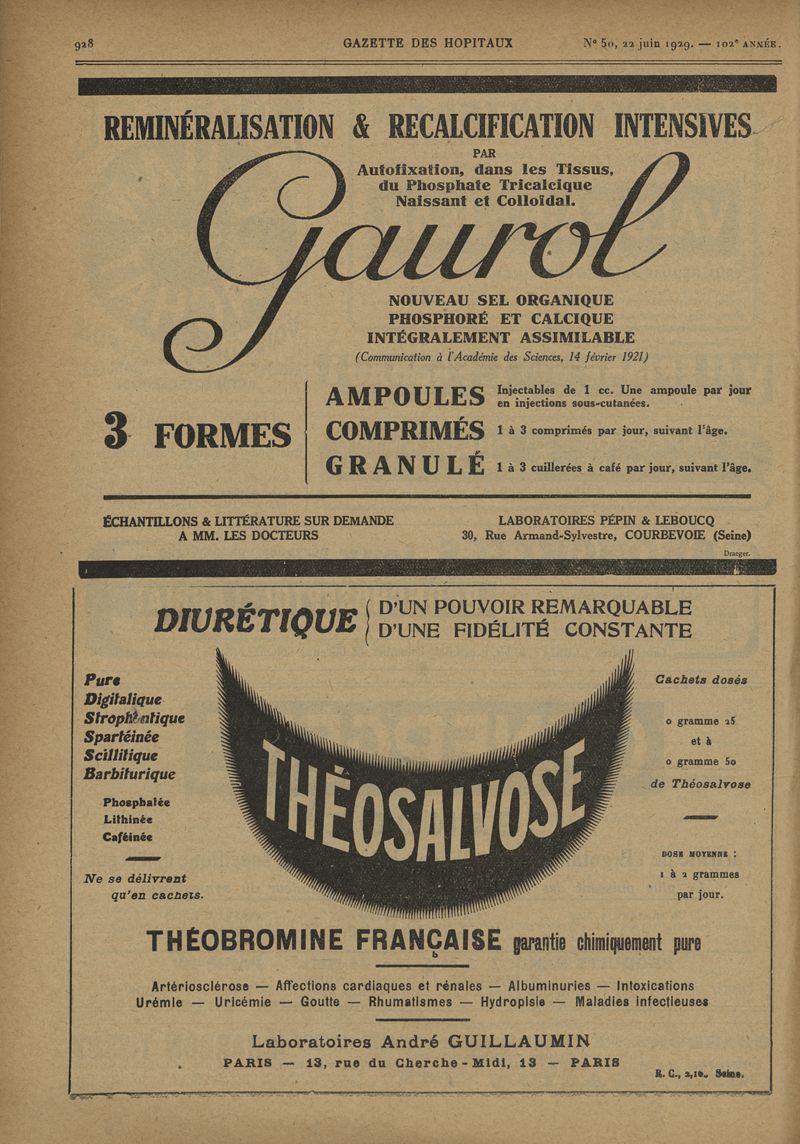 928
GAZETTE DES HOPITAUX
Nº 50, 22 juin 1929. — 102e ANNÉE.
REMINÉRALISATION & RECALCIFICATION INTENSIVES
PAR
Autofixation, dans les Tissus,
du Phosphate Tricalcique
Naissant et Colloïdal.
Gaurol
NOUVEAU SEL ORGANIQUE
PHOSPHORÉ ET CALCIQUE
INTÉGRALEMENT ASSIMILABLE
(Communication à l'Académie des Sciences, 14 février 1921)
3 FORMES
AMPOULES Injectables de 1 cc. Une ampoule par jour
en injections sous-cutanées.
COMPRIMÉS 1 à 3 comprimés par jour, suivant l'âge.
GRANULÉ 1 à 3 cuillerées à café par jour, suivant l'âge.
ÉCHANTILLONS & LITTÉRATURE SUR DEMANDE
A MM. LES DOCTEURS
LABORATOIRES PÉPIN & LEBOUCQ
30, Rue Armand-Sylvestre, COURBEVOIE (Seine)
Draeger.
DIURÉTIQUE
D'UN POUVOIR REMARQUABLE
D'UNE FIDÉLITÉ CONSTANTE
Pure
Digitalique
Strophantique
Spartéinée
Scillitique
Barbiturique
Phosphatée
Lithinée
Caféinée
Ne se délivrent
qu'en cachets.
THÉOSALVOSE
Cachets dosés
0 gramme 25
et à
0 gramme 50
de Théosalvose
DOSE MOYENNE :
1 à 2 grammes
par jour.
THÉOBROMINE FRANÇAISE garantie chimiquement pure
b
Artériosclérose — Affections cardiaques et rénales — Albuminuries — Intoxications
Urémie — Uricémie — Goutte — Rhumatismes — Hydropisie — Maladies infectieuses
Laboratoires André GUILLAUMIN
PARIS — 13, rue du Cherche-Midi, 13 — PARIS
R. C., Seine.